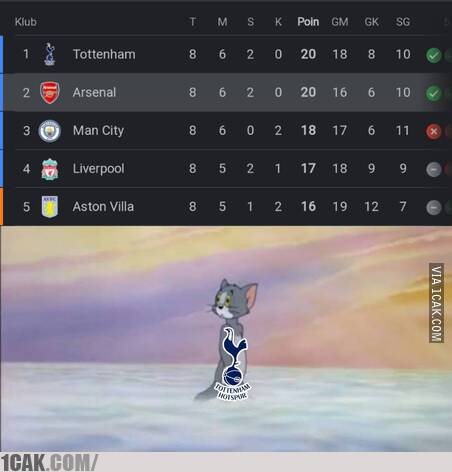 Klub T M S K Poin GM GK SG
1 Tottenham 8 6 2 0 20 18 8 10
2 Arsenal 8 6 2 0 20 16 6 10
3 Man City 8 6 0 2 18 17 6 11
4 Liverpool 8 5 2 1 17 18 9 9
5 Aston Villa 8 5 1 2 16 19 12 7
VIA 1CAK.COM
TOTTENHAM
HOTSPUR
1CAK.COM/